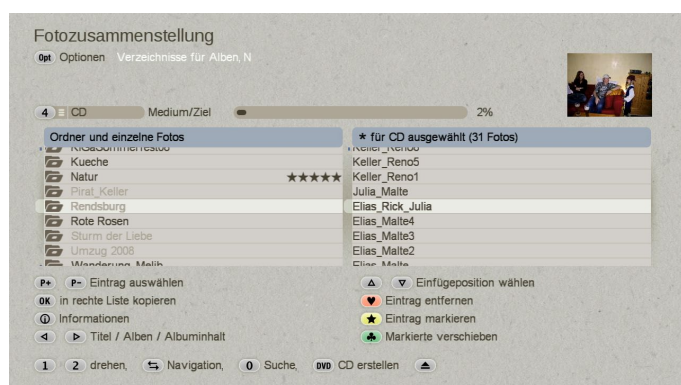 Fotozusammenstellung
Opt Optionen Verzeichnisse für Alben, N
4 CD Medium/Ziel 2%
Ordner und einzelne Fotos
* für CD ausgewählt (31 Fotos)
KiGaSommerfest08
Kueche
Natur ★★★★★
Pirat_Keller
Rendsburg
Rote Rosen
Sturm der Liebe
Umzug 2008
Wanderung_Melih
Keller_Reno5
Keller_Reno1
Julia_Malte
Elias_Rick_Julia
Elias_Malte4
Elias_Malte3
Elias_Malte2
Elias_Malte
P+ P- Eintrag auswählen
OK in rechte Liste kopieren
Informationen
Titel / Alben / Albuminhalt
Einfügeposition wählen
Eintrag entfernen
Eintrag markieren
Markierte verschieben
1 2 drehen, Navigation, 0 Suche, DVD CD erstellen